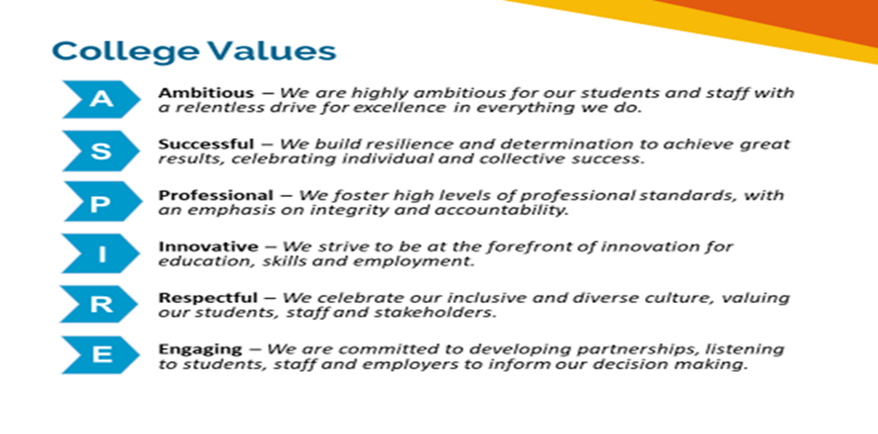 College Values
A
Ambitious – We are highly ambitious for our students and staff with
a relentless drive for excellence in everything we do.
S
Successful – We build resilience and determination to achieve great
results, celebrating individual and collective success.
P
Professional – We foster high levels of professional standards, with
an emphasis on integrity and accountability.
I
Innovative – We strive to be at the forefront of innovation for
education, skills and employment.
R
Respectful – We celebrate our inclusive and diverse culture, valuing
our students, staff and stakeholders.
E
Engaging – We are committed to developing partnerships, listening
to students, staff and employers to inform our decision making.